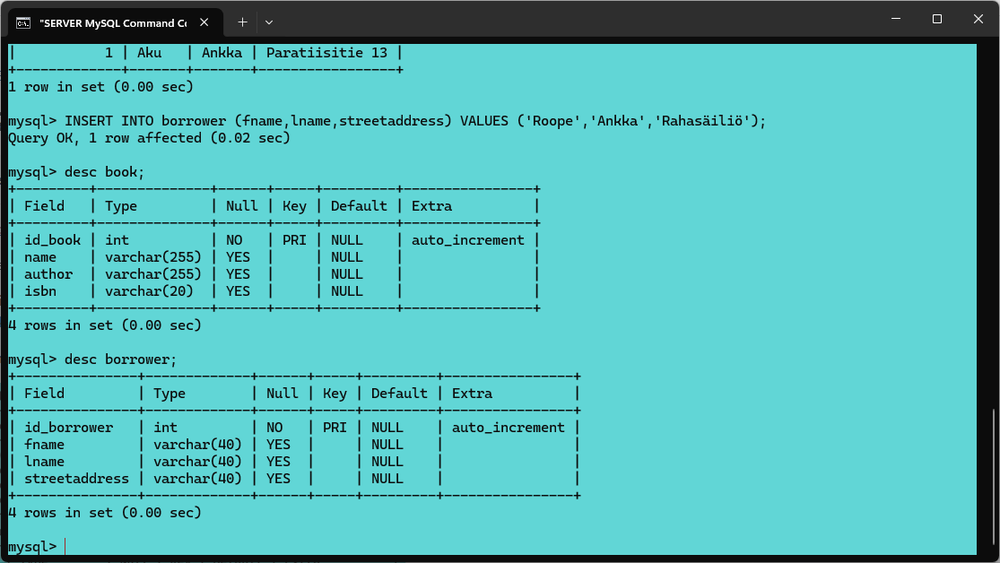 "SERVER MySQL Command Co
|           1 | Aku   | Ankka | Paratiisitie 13 |
+-------------+-------+-------+-----------------+
1 row in set (0.00 sec)
mysql> INSERT INTO borrower (fname,lname,streetaddress) VALUES ('Roope','Ankka','Rahasäiliö');
Query OK, 1 row affected (0.02 sec)
mysql> desc book;
+---------+--------------+------+-----+---------+----------------+
| Field   | Type         | Null | Key | Default | Extra          |
+---------+--------------+------+-----+---------+----------------+
| id_book | int          | NO   | PRI | NULL    | auto_increment |
| name    | varchar(255) | YES  |     | NULL    |                |
| author  | varchar(255) | YES  |     | NULL    |                |
| isbn    | varchar(20)  | YES  |     | NULL    |                |
+---------+--------------+------+-----+---------+----------------+
4 rows in set (0.00 sec)
mysql> desc borrower;
+---------------+-------------+------+-----+---------+----------------+
| Field         | Type        | Null | Key | Default | Extra          |
+---------------+-------------+------+-----+---------+----------------+
| id_borrower   | int         | NO   | PRI | NULL    | auto_increment |
| fname         | varchar(40) | YES  |     | NULL    |                |
| lname         | varchar(40) | YES  |     | NULL    |                |
| streetaddress | varchar(40) | YES  |     | NULL    |                |
+---------------+-------------+------+-----+---------+----------------+
4 rows in set (0.00 sec)
mysql>